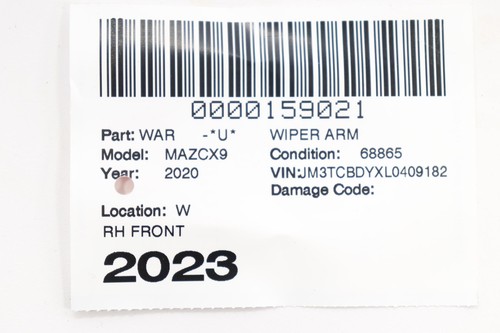 0000159021
Part: WAR -*U* WIPER ARM
Model: MAZCX9 Condition: 68865
Year: 2020 VIN:JM3TCBDYXL0409182
Damage Code:
Location: W
RH FRONT
2023